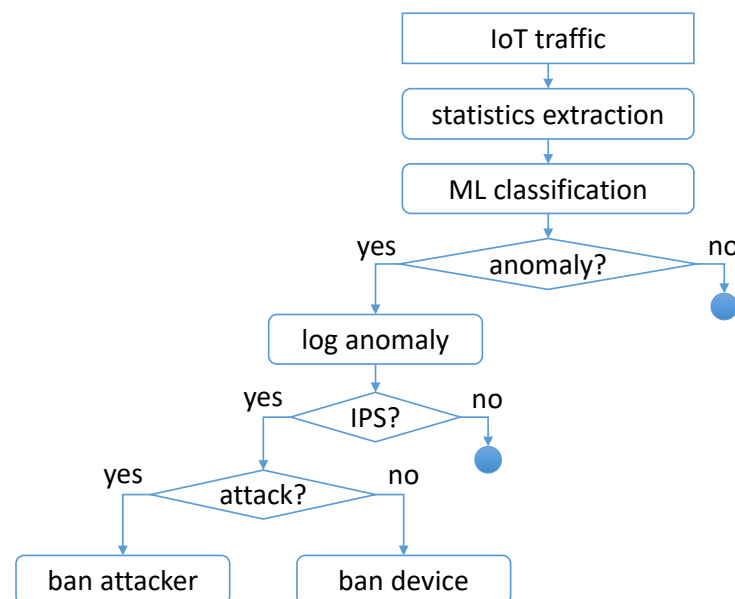 IoT traffic
statistics extraction
ML classification
yes
no
anomaly?
log anomaly
yes
no
IPS?
yes
no
attack?
ban attacker
ban device